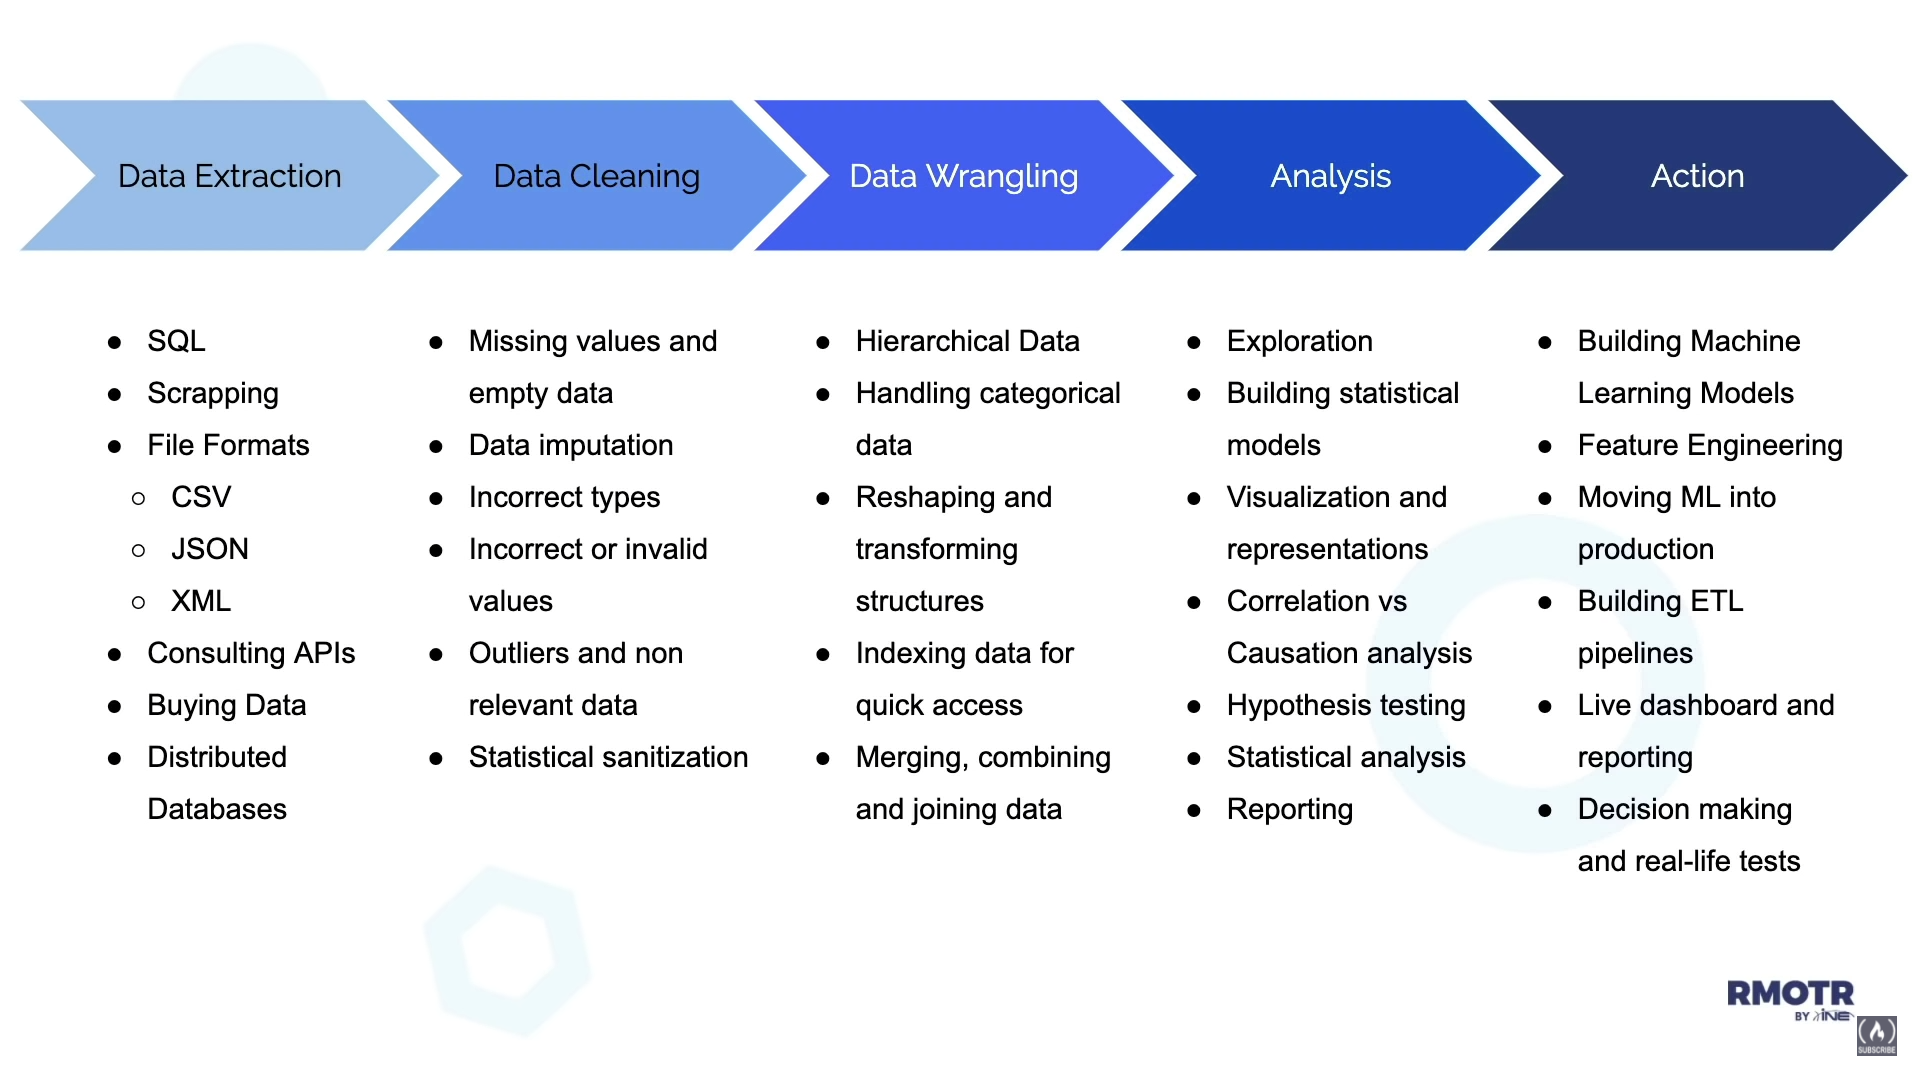 Data Extraction
Data Cleaning
Data Wrangling
Analysis
Action
● SQL
● Scrapping
● File Formats
○ CSV
○ JSON
○ XML
● Consulting APIs
● Buying Data
● Distributed
Databases
● Missing values and
empty data
● Data imputation
● Incorrect types
● Incorrect or invalid
values
● Outliers and non
relevant data
● Statistical sanitization
● Hierarchical Data
● Handling categorical
data
● Reshaping and
transforming
structures
● Indexing data for
quick access
● Merging, combining
and joining data
● Exploration
● Building statistical
models
● Visualization and
representations
● Correlation vs
Causation analysis
● Hypothesis testing
● Statistical analysis
● Reporting
● Building Machine
Learning Models
● Feature Engineering
● Moving ML into
production
● Building ETL
pipelines
● Live dashboard and
reporting
● Decision making
and real-life tests
RMOTR
BY INE
SUBSCRIBE